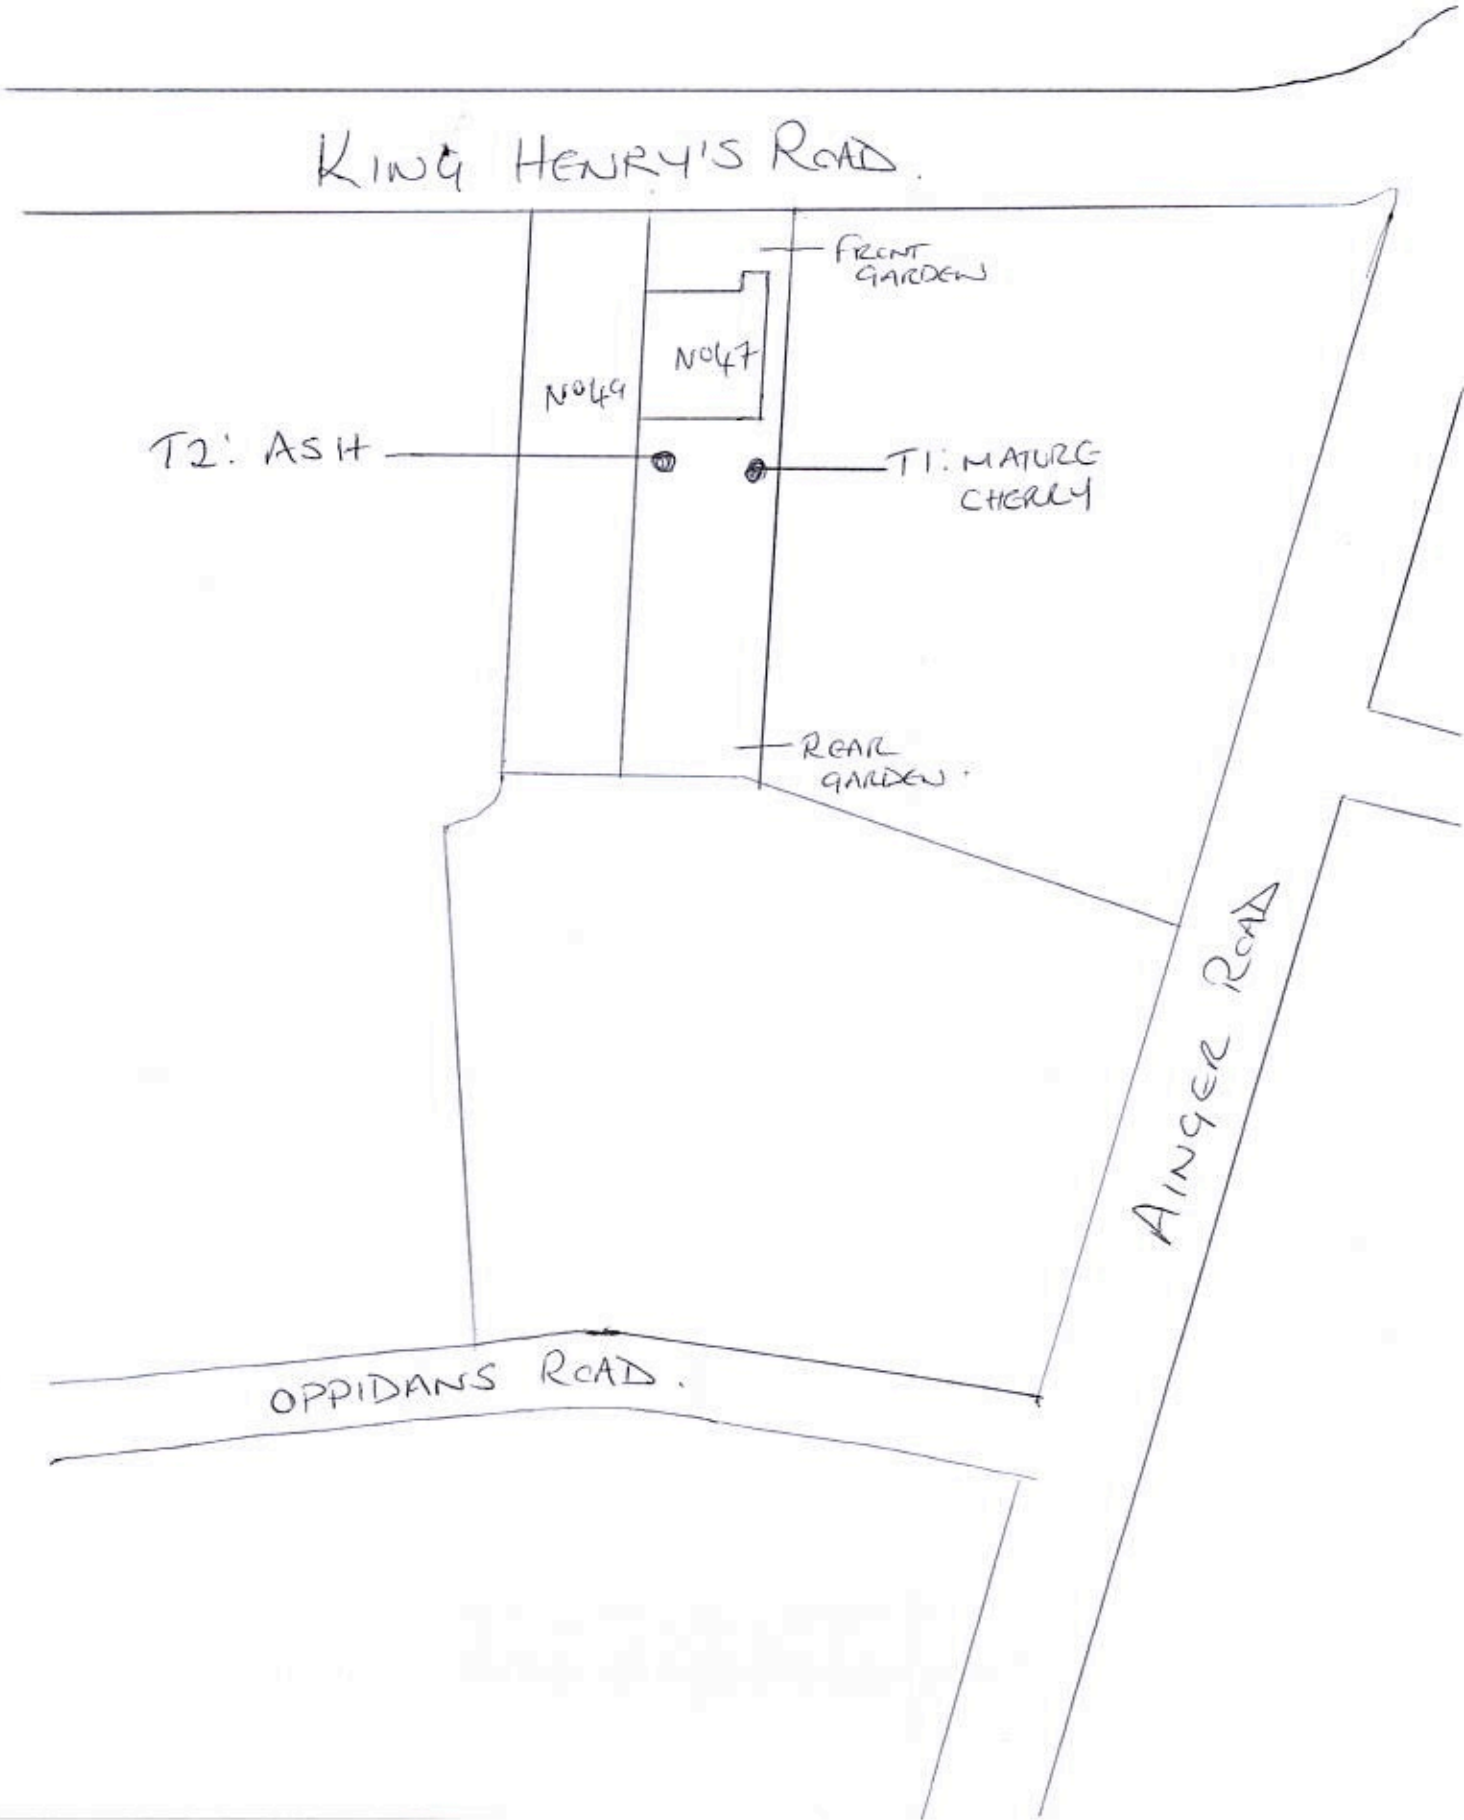 KING HENRY'S ROAD.
FRONT
GARDEN
No47
No49
T2: ASH
T1: MATURE
CHERRY
REAR
GARDEN.
AINGER ROAD
OPPIDANS ROAD.